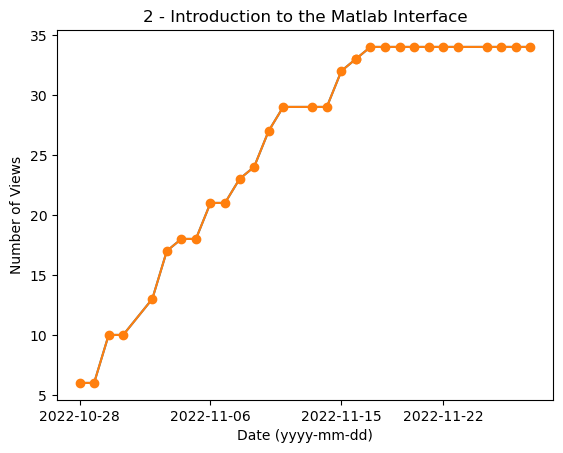 2 - Introduction to the Matlab Interface
35
30
25
20
15
10
5
Number of Views
2022-10-28 2022-11-06 2022-11-15 2022-11-22
Date (yyyy-mm-dd)